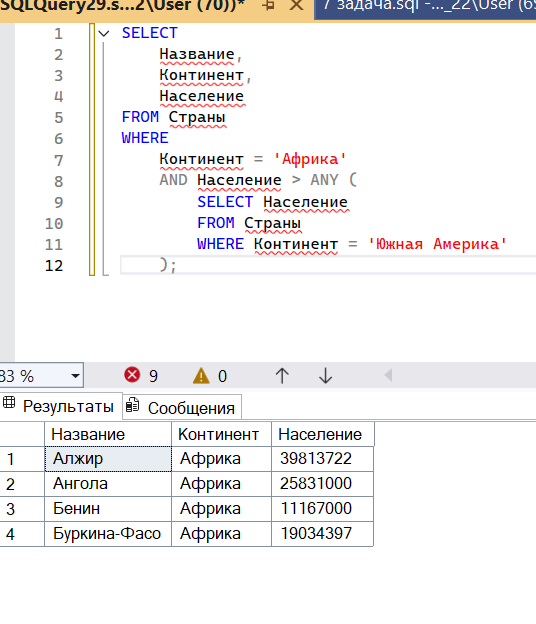 SQLQuery29.s...2\User (70))*
7 задача.sql -..._22\User (69
1 SELECT
2 Название,
3 Континент,
4 Население
5 FROM Страны
6 WHERE
7 Континент = 'Африка'
8 AND Население > ANY (
9 SELECT Население
10 FROM Страны
11 WHERE Континент = 'Южная Америка'
12 );
83 % 9 0
Результаты Сообщения
Название Континент Население
1 Алжир Африка 39813722
2 Ангола Африка 25831000
3 Бенин Африка 11167000
4 Буркина-Фасо Африка 19034397